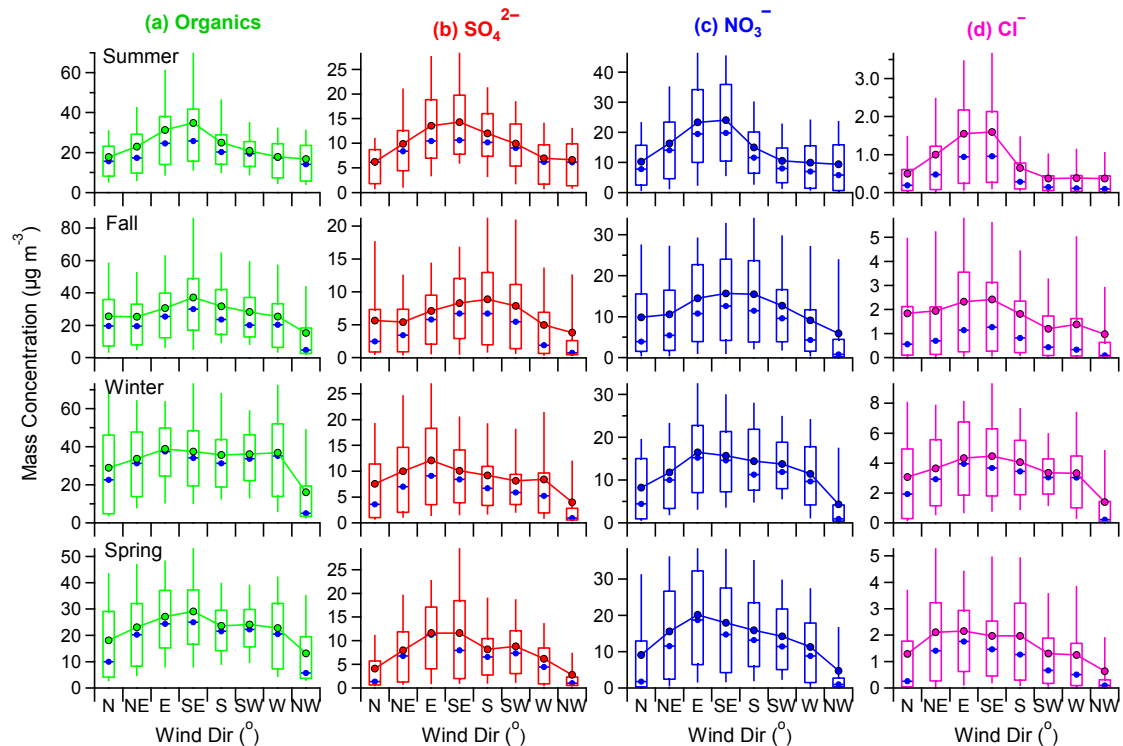 (a) Organics (b) SO₄²⁻ (c) NO₃⁻ (d) Cl⁻
Mass Concentration (µg m⁻³)
Summer
60 40 20 0
25 20 15 10 5 0
40 30 20 10 0
3.0 2.0 1.0 0.0
Fall
80 60 40 20 0
20 15 10 5 0
30 20 10 0
5 4 3 2 1 0
Winter
60 40 20 0
25 20 15 10 5 0
30 20 10 0
8 6 4 2 0
Spring
50 40 30 20 10 0
25 20 15 10 5 0
30 20 10 0
5 4 3 2 1 0
N NE E SE S SW W NW N NE E SE S SW W NW N NE E SE S SW W NW N NE E SE S SW W NW
Wind Dir (°) Wind Dir (°) Wind Dir (°) Wind Dir (°)